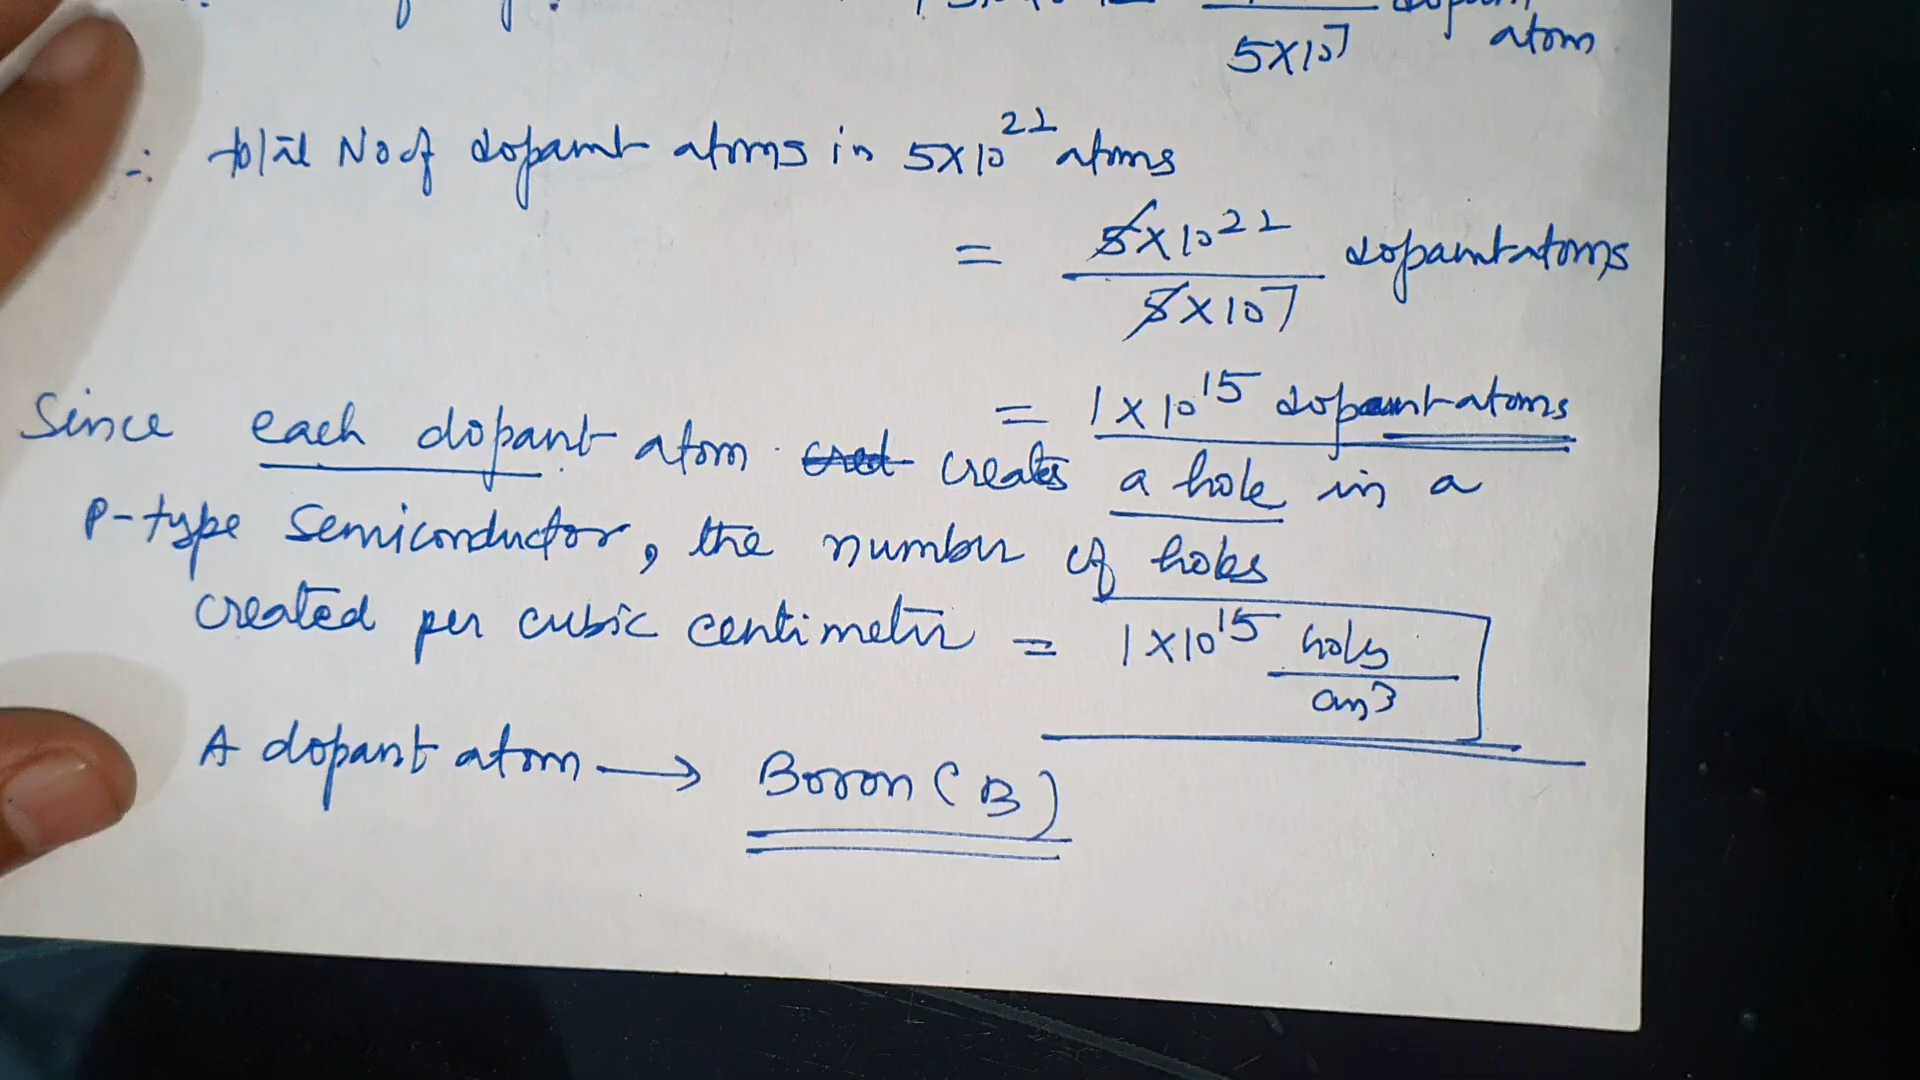 5×10⁷ atom
∴ total No of dopant atoms in 5×10²² atoms
= 5×10²² / 5×10⁷ dopant atoms
= 1×10¹⁵ dopant atoms
Since each dopant atom creates a hole in a
P-type Semiconductor, the number of holes
created per cubic centimeter = 1×10¹⁵ holes / cm³
A dopant atom → Boron (B)